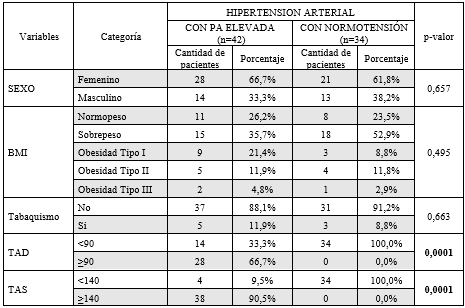 HIPERTENSION ARTERIAL
Variables Categoría CON PA ELEVADA (n=42) CON NORMOTENSIÓN (n=34) p-valor
Cantidad de pacientes Porcentaje Cantidad de pacientes Porcentaje
SEXO Femenino 28 66,7% 21 61,8% 0,657
Masculino 14 33,3% 13 38,2%
BMI Normopeso 11 26,2% 8 23,5% 0,495
Sobrepeso 15 35,7% 18 52,9%
Obesidad Tipo I 9 21,4% 3 8,8%
Obesidad Tipo II 5 11,9% 4 11,8%
Obesidad Tipo III 2 4,8% 1 2,9%
Tabaquismo No 37 88,1% 31 91,2% 0,663
Si 5 11,9% 3 8,8%
TAD <90 14 33,3% 34 100,0% 0,0001
≥90 28 66,7% 0 0,0%
TAS <140 4 9,5% 34 100,0% 0,0001
≥140 38 90,5% 0 0,0%